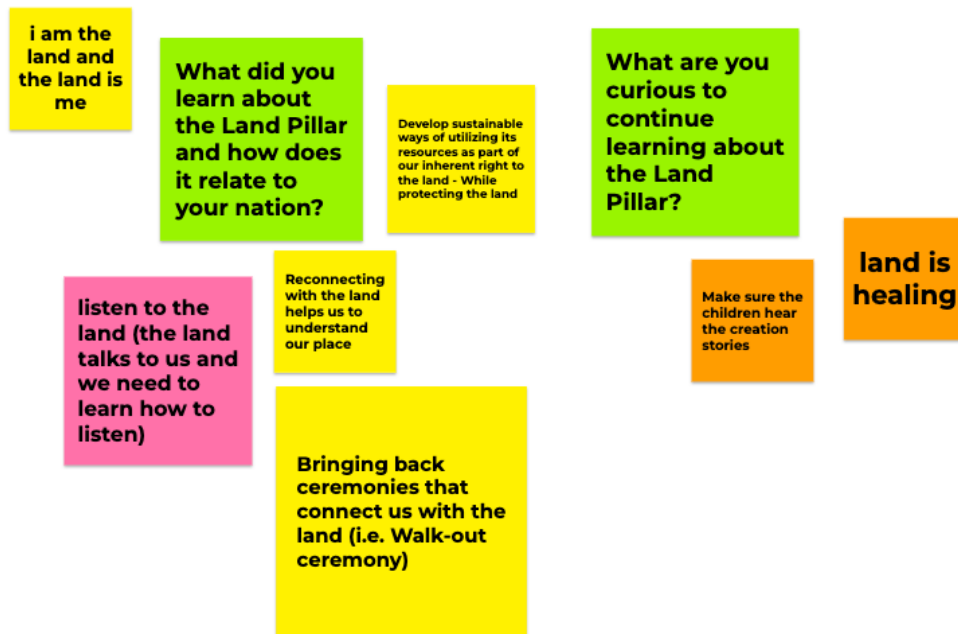 i am the
land and
the land is
me
What did you
learn about
the Land Pillar
and how does
it relate to
your nation?
Develop sustainable
ways of utilizing its
resources as part of
our inherent right to
the land - While
protecting the land
Reconnecting
with the land
helps us to
understand
our place
listen to the
land (the land
talks to us and
we need to
learn how to
listen)
Bringing back
ceremonies that
connect us with the
land (i.e. Walk-out
ceremony)
What are you
curious to
continue
learning about
the Land
Pillar?
Make sure the
children hear
the creation
stories
land is
healing